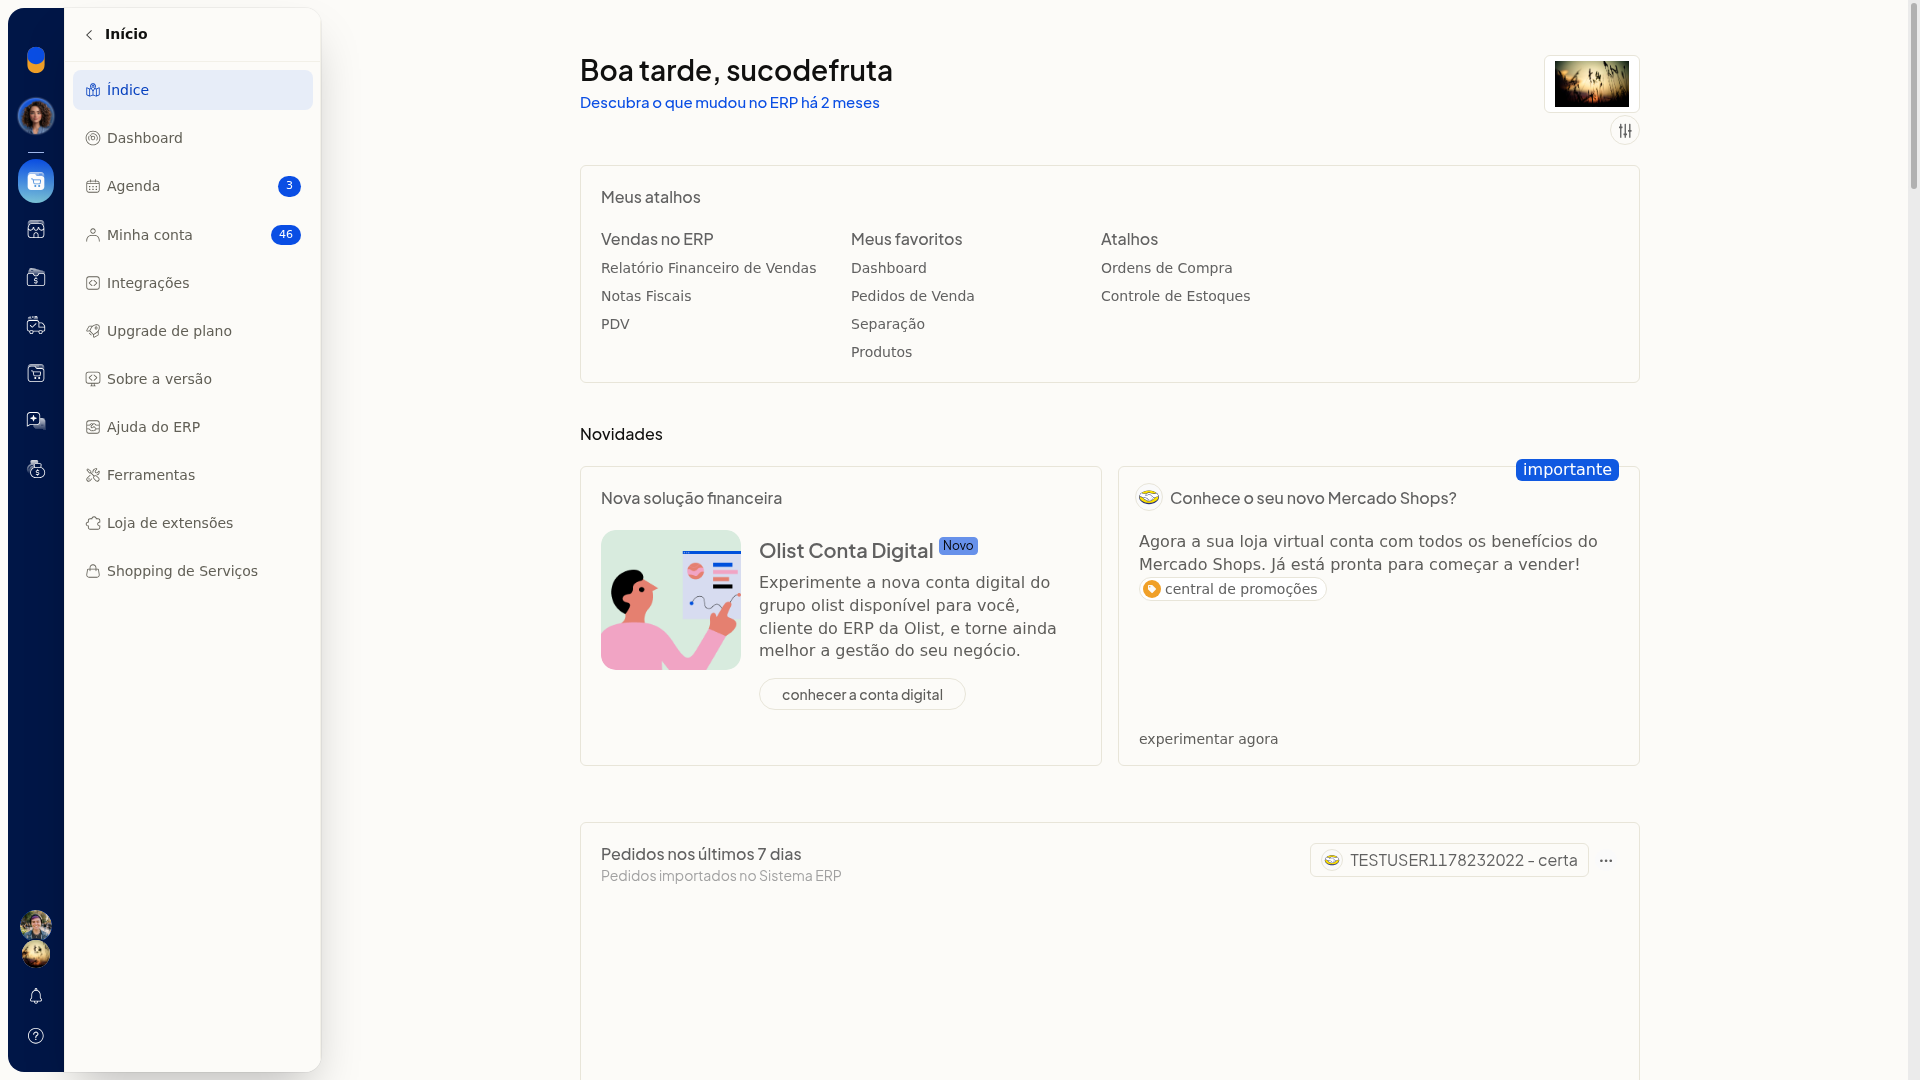 Início
Índice
Dashboard
Agenda 3
Minha conta 46
Integrações
Upgrade de plano
Sobre a versão
Ajuda do ERP
Ferramentas
Loja de extensões
Shopping de Serviços
Boa tarde, sucodefruta
Descubra o que mudou no ERP há 2 meses
Meus atalhos
Vendas no ERP
Relatório Financeiro de Vendas
Notas Fiscais
PDV
Meus favoritos
Dashboard
Pedidos de Venda
Separação
Produtos
Atalhos
Ordens de Compra
Controle de Estoques
Novidades
Nova solução financeira
Olist Conta Digital Novo
Experimente a nova conta digital do
grupo olist disponível para você,
cliente do ERP da Olist, e torne ainda
melhor a gestão do seu negócio.
conhecer a conta digital
importante
Conhece o seu novo Mercado Shops?
Agora a sua loja virtual conta com todos os benefícios do
Mercado Shops. Já está pronta para começar a vender!
central de promoções
experimentar agora
Pedidos nos últimos 7 dias
Pedidos importados no Sistema ERP
TESTUSER1178232022 - certa